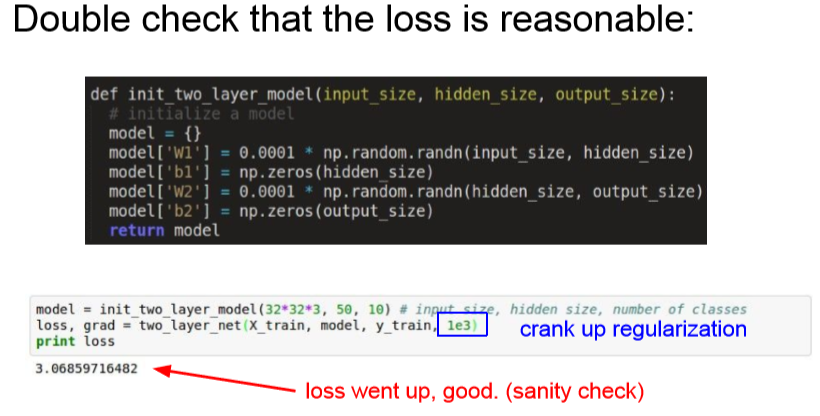 Double check that the loss is reasonable:
def init_two_layer_model(input_size, hidden_size, output_size):
# initialize a model
model = {}
model['W1'] = 0.0001 * np.random.randn(input_size, hidden_size)
model['b1'] = np.zeros(hidden_size)
model['W2'] = 0.0001 * np.random.randn(hidden_size, output_size)
model['b2'] = np.zeros(output_size)
return model
model = init_two_layer_model(32*32*3, 50, 10) # input size, hidden size, number of classes
loss, grad = two_layer_net(X_train, model, y_train, 1e3) crank up regularization
print loss
3.06859716482
loss went up, good. (sanity check)